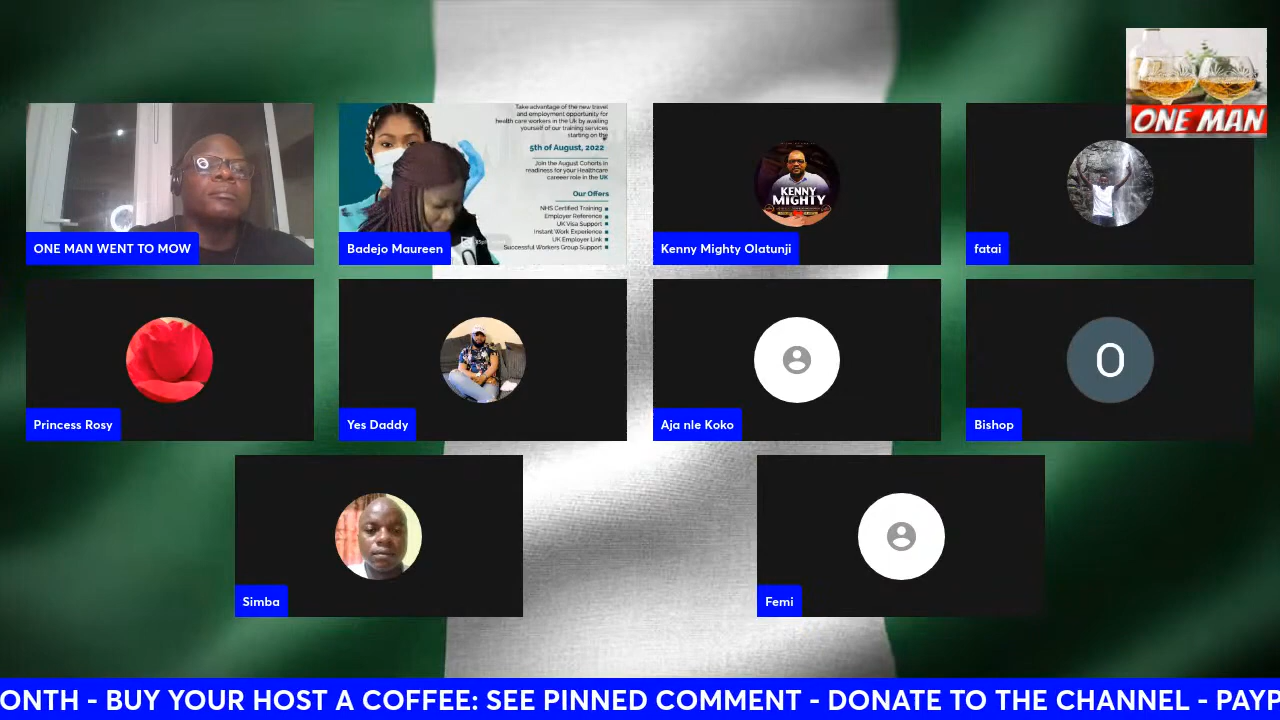 ONE MAN
Take advantage of the new travel
and employment opportunity for
health care workers in the Uk by availing
yourself of our training services
starting on the
5th of August, 2022
Join the August Cohorts in
readiness for your Healthcare
careeer role in the UK
Our Offers
NHS Certified Training
Employer Reference
UK Visa Support
Instant Work Experience
UK Employer Link
Successful Workers Group Support
ONE MAN WENT TO MOW
Badejo Maureen
KENNY
MIGHTY
Kenny Mighty Olatunji
fatai
Princess Rosy
Yes Daddy
Aja nle Koko
O
Bishop
Simba
Femi
ONTH - BUY YOUR HOST A COFFEE: SEE PINNED COMMENT - DONATE TO THE CHANNEL - PAYP